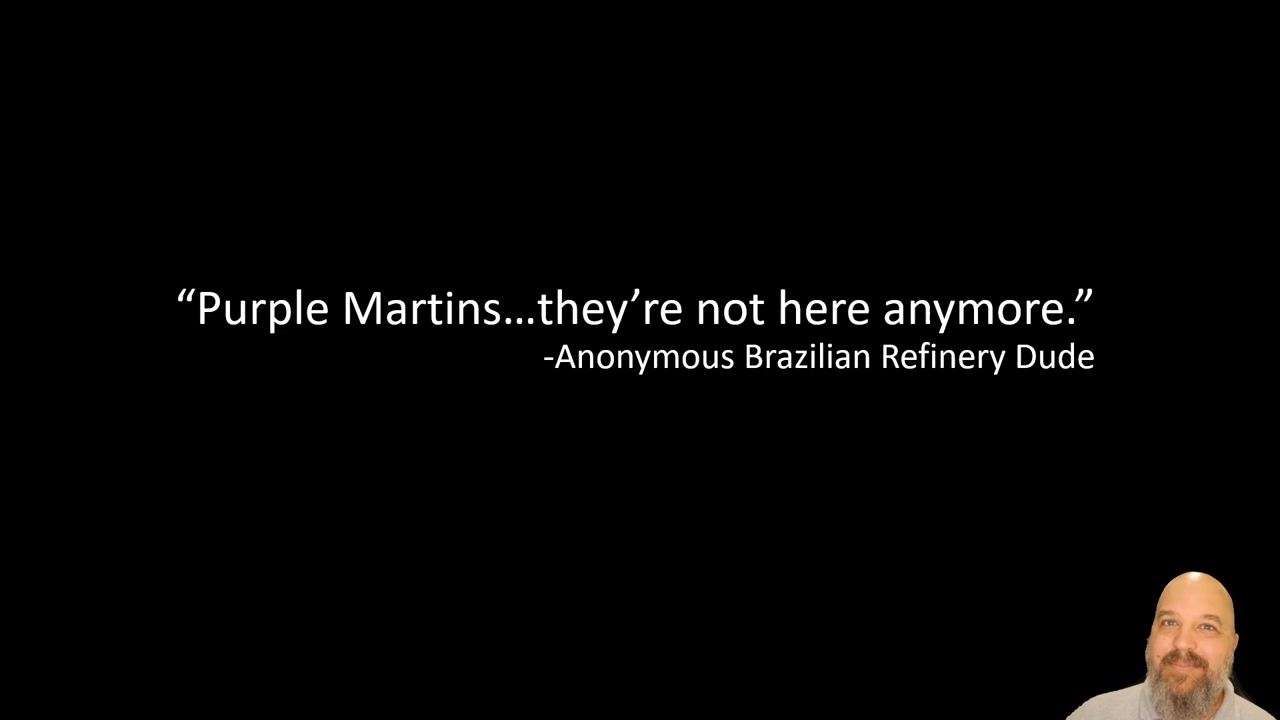 “Purple Martins…they’re not here anymore.”
-Anonymous Brazilian Refinery Dude